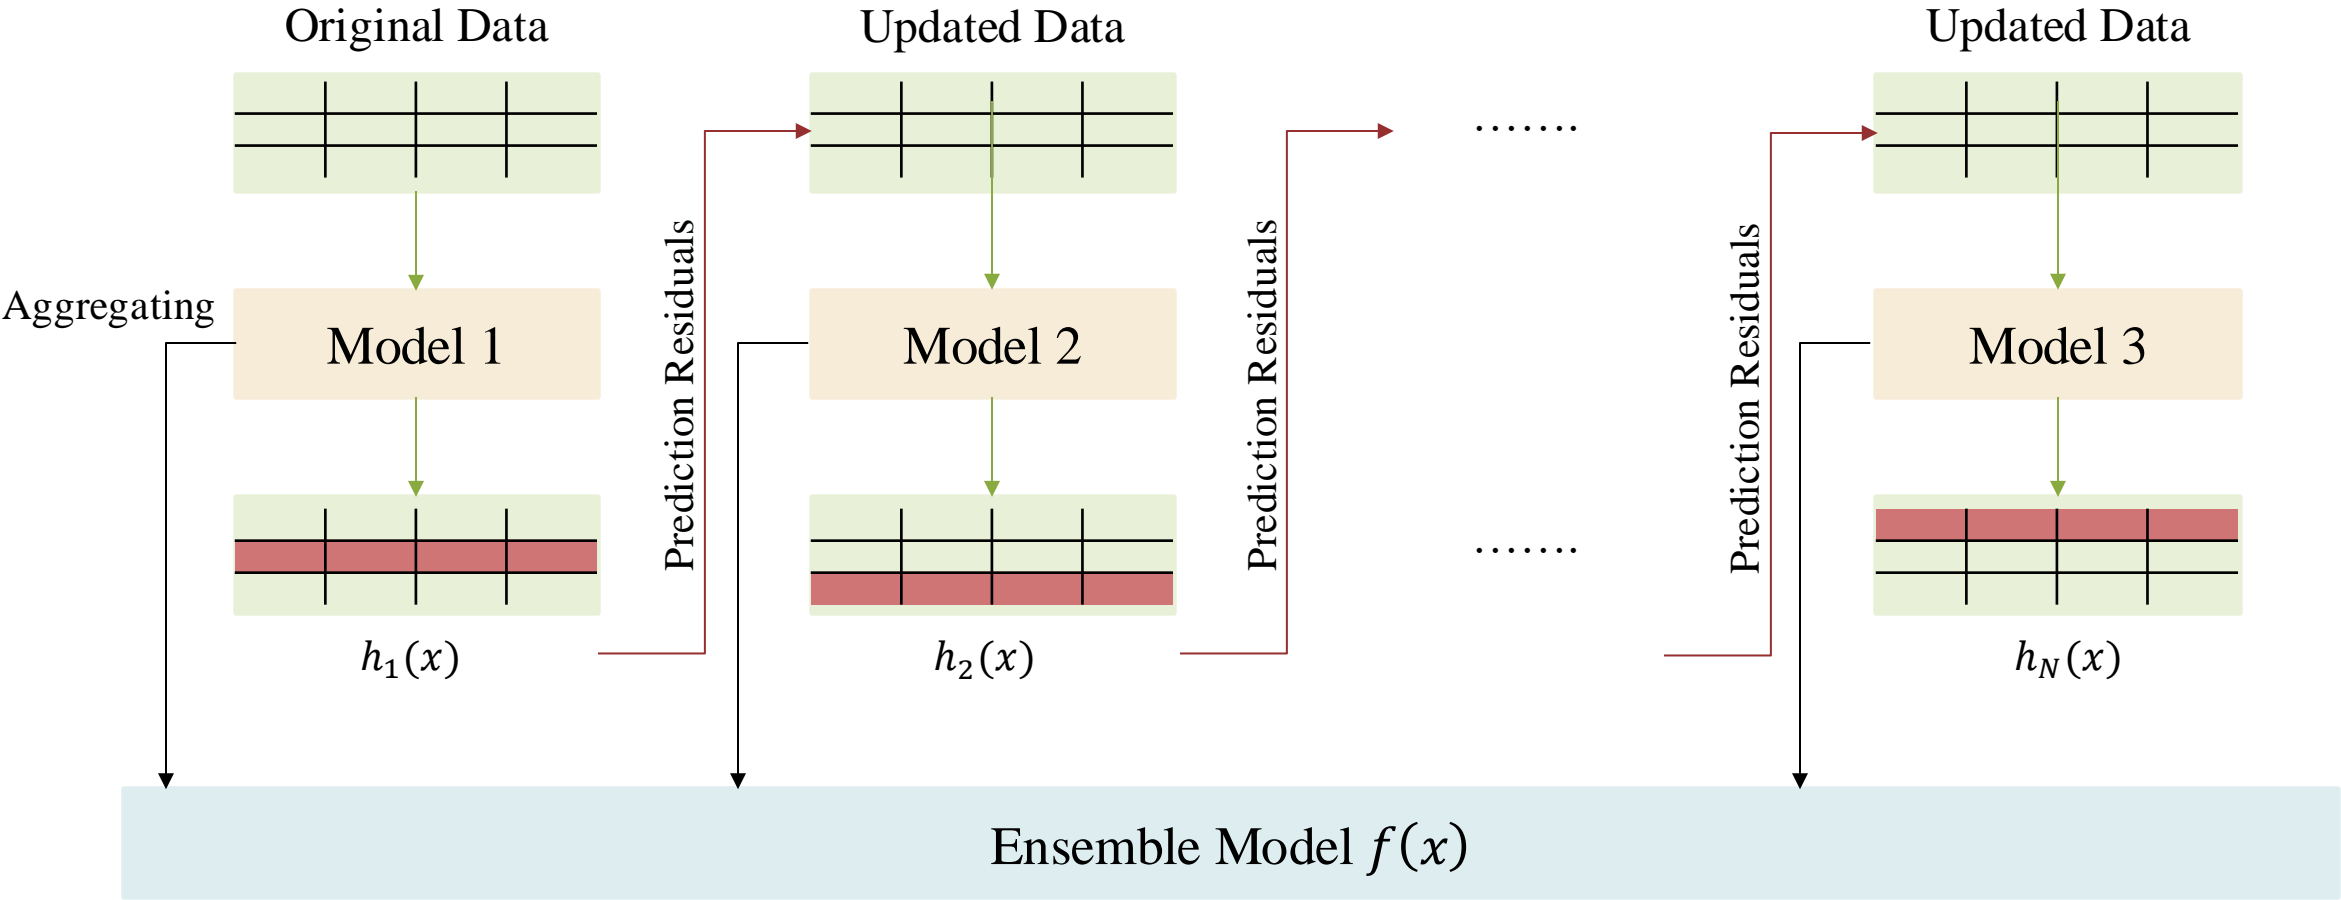 Original Data
Updated Data
Updated Data
.......
Prediction Residuals
Prediction Residuals
Prediction Residuals
Aggregating
Model 1
Model 2
Model 3
.......
h₁(x)
h₂(x)
h_N(x)
Ensemble Model f(x)